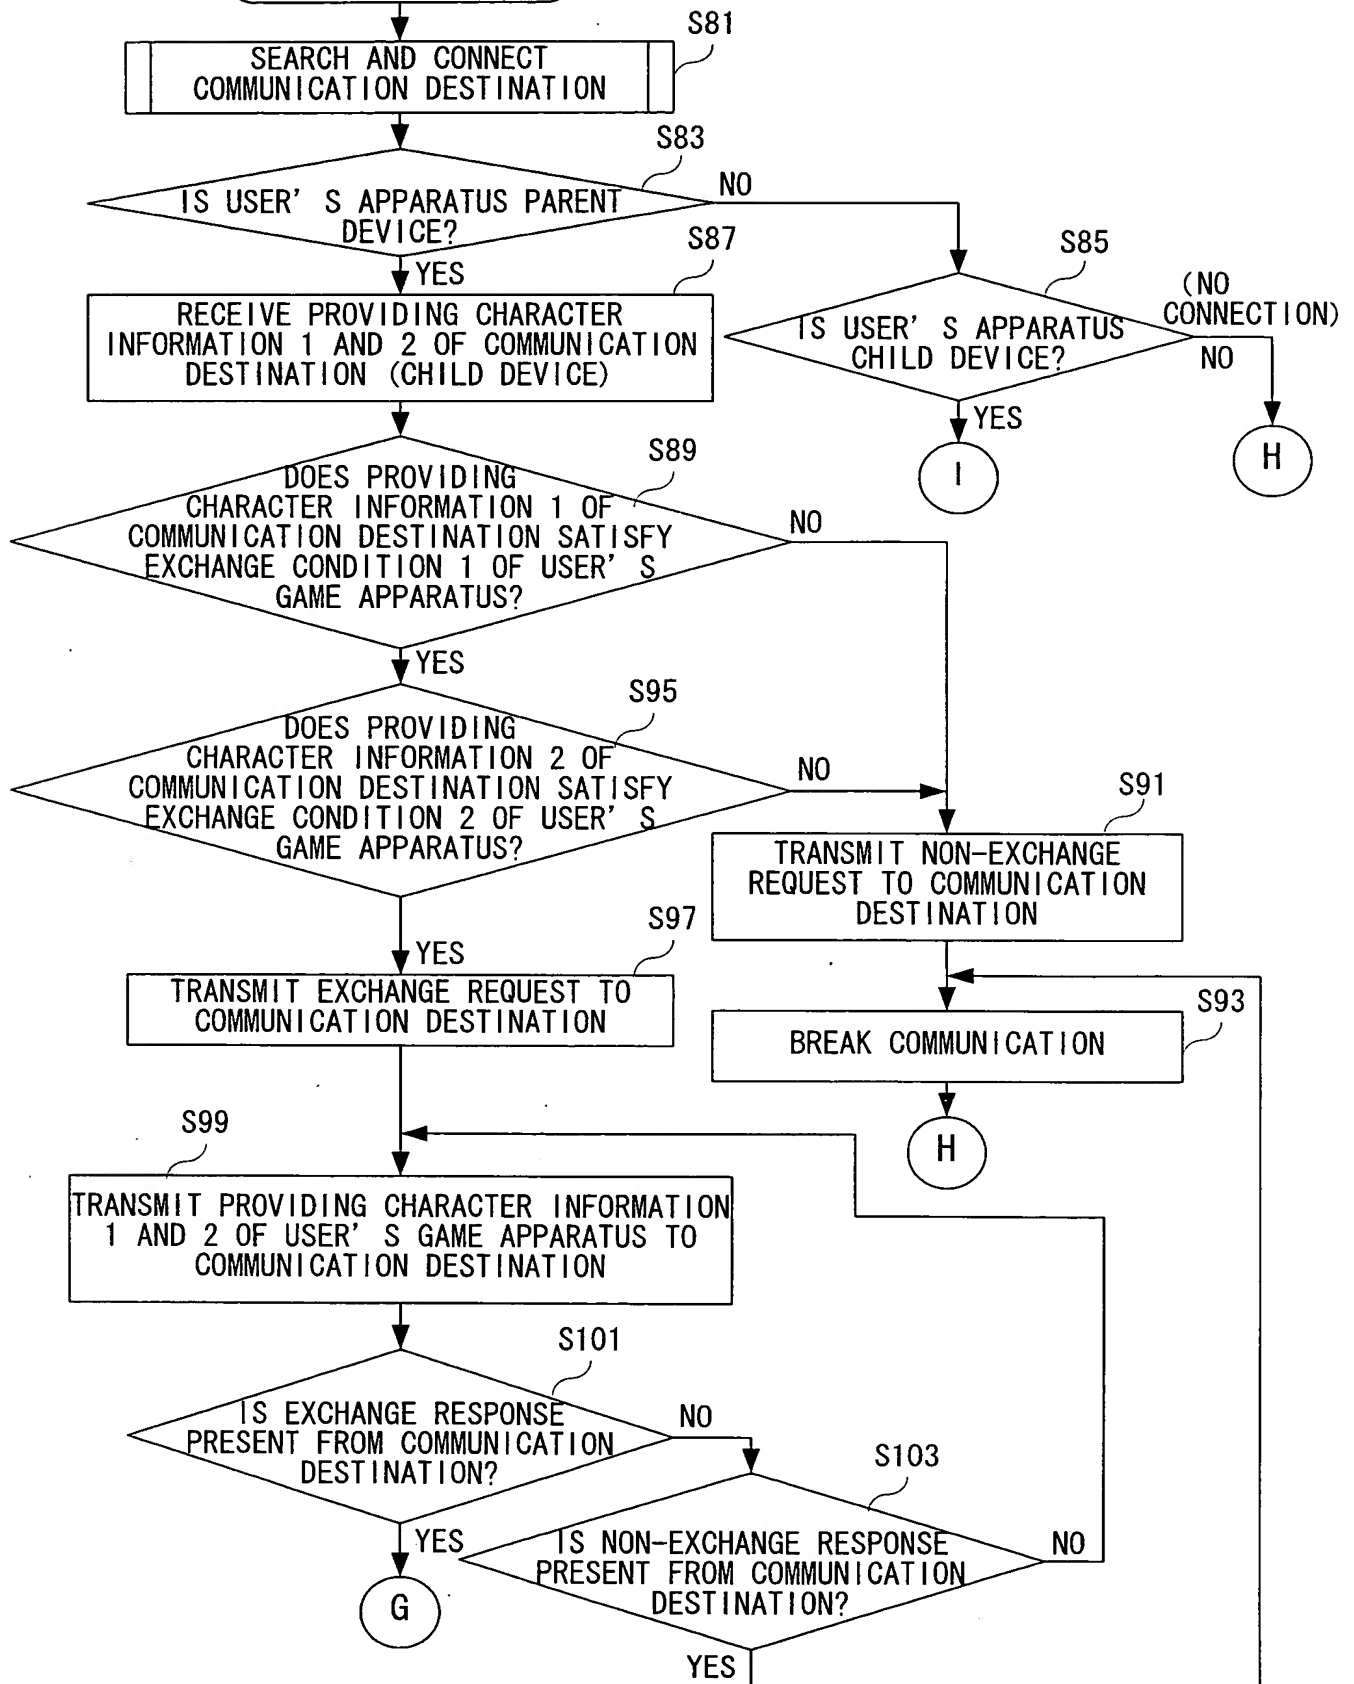 S81
SEARCH AND CONNECT
COMMUNICATION DESTINATION
S83
IS USER'S APPARATUS PARENT
DEVICE?
NO
YES
S85
IS USER'S APPARATUS
CHILD DEVICE?
(NO
CONNECTION)
NO
YES
I
H
S87
RECEIVE PROVIDING CHARACTER
INFORMATION 1 AND 2 OF COMMUNICATION
DESTINATION (CHILD DEVICE)
S89
DOES PROVIDING
CHARACTER INFORMATION 1 OF
COMMUNICATION DESTINATION SATISFY
EXCHANGE CONDITION 1 OF USER'S
GAME APPARATUS?
NO
YES
S95
DOES PROVIDING
CHARACTER INFORMATION 2 OF
COMMUNICATION DESTINATION SATISFY
EXCHANGE CONDITION 2 OF USER'S
GAME APPARATUS?
NO
YES
S91
TRANSMIT NON-EXCHANGE
REQUEST TO COMMUNICATION
DESTINATION
S97
TRANSMIT EXCHANGE REQUEST TO
COMMUNICATION DESTINATION
S93
BREAK COMMUNICATION
H
S99
TRANSMIT PROVIDING CHARACTER INFORMATION
1 AND 2 OF USER'S GAME APPARATUS TO
COMMUNICATION DESTINATION
S101
IS EXCHANGE RESPONSE
PRESENT FROM COMMUNICATION
DESTINATION?
NO
YES
G
S103
IS NON-EXCHANGE RESPONSE
PRESENT FROM COMMUNICATION
DESTINATION?
NO
YES